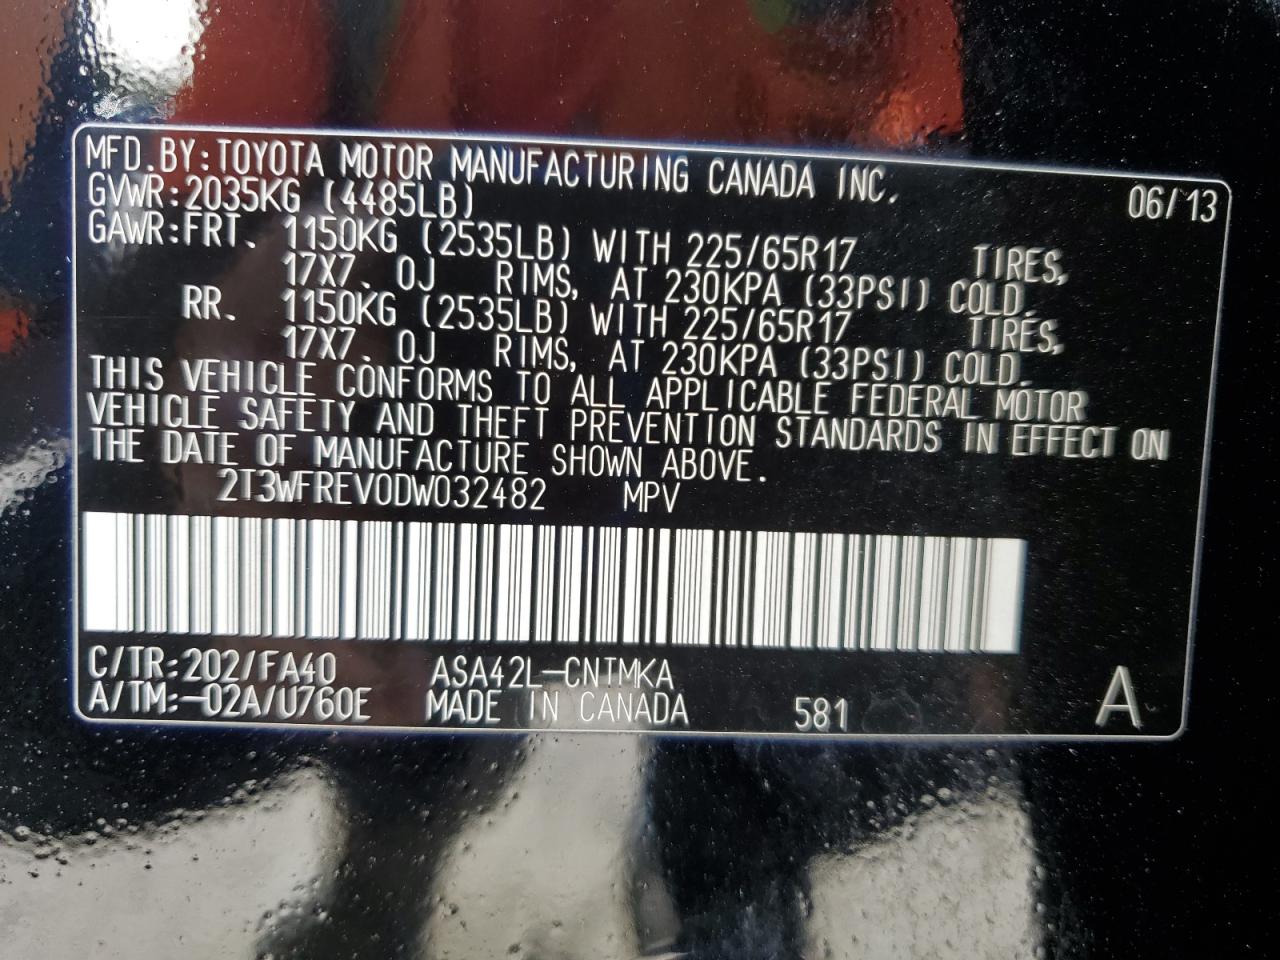 MFD.BY:TOYOTA MOTOR MANUFACTURING CANADA INC. 06/13
GVWR:2035KG (4485LB)
GAWR:FRT. 1150KG (2535LB) WITH 225/65R17 TIRES,
17X7. 0J RIMS, AT 230KPA (33PSI) COLD.
RR. 1150KG (2535LB) WITH 225/65R17 TIRES,
17X7. 0J RIMS, AT 230KPA (33PSI) COLD.
THIS VEHICLE CONFORMS TO ALL APPLICABLE FEDERAL MOTOR
VEHICLE SAFETY AND THEFT PREVENTION STANDARDS IN EFFECT ON
THE DATE OF MANUFACTURE SHOWN ABOVE.
2T3WFREV0DW032482 MPV
C/TR:202/FA40 ASA42L-CNTMKA
A/TM:-02A/U760E MADE IN CANADA 581 A